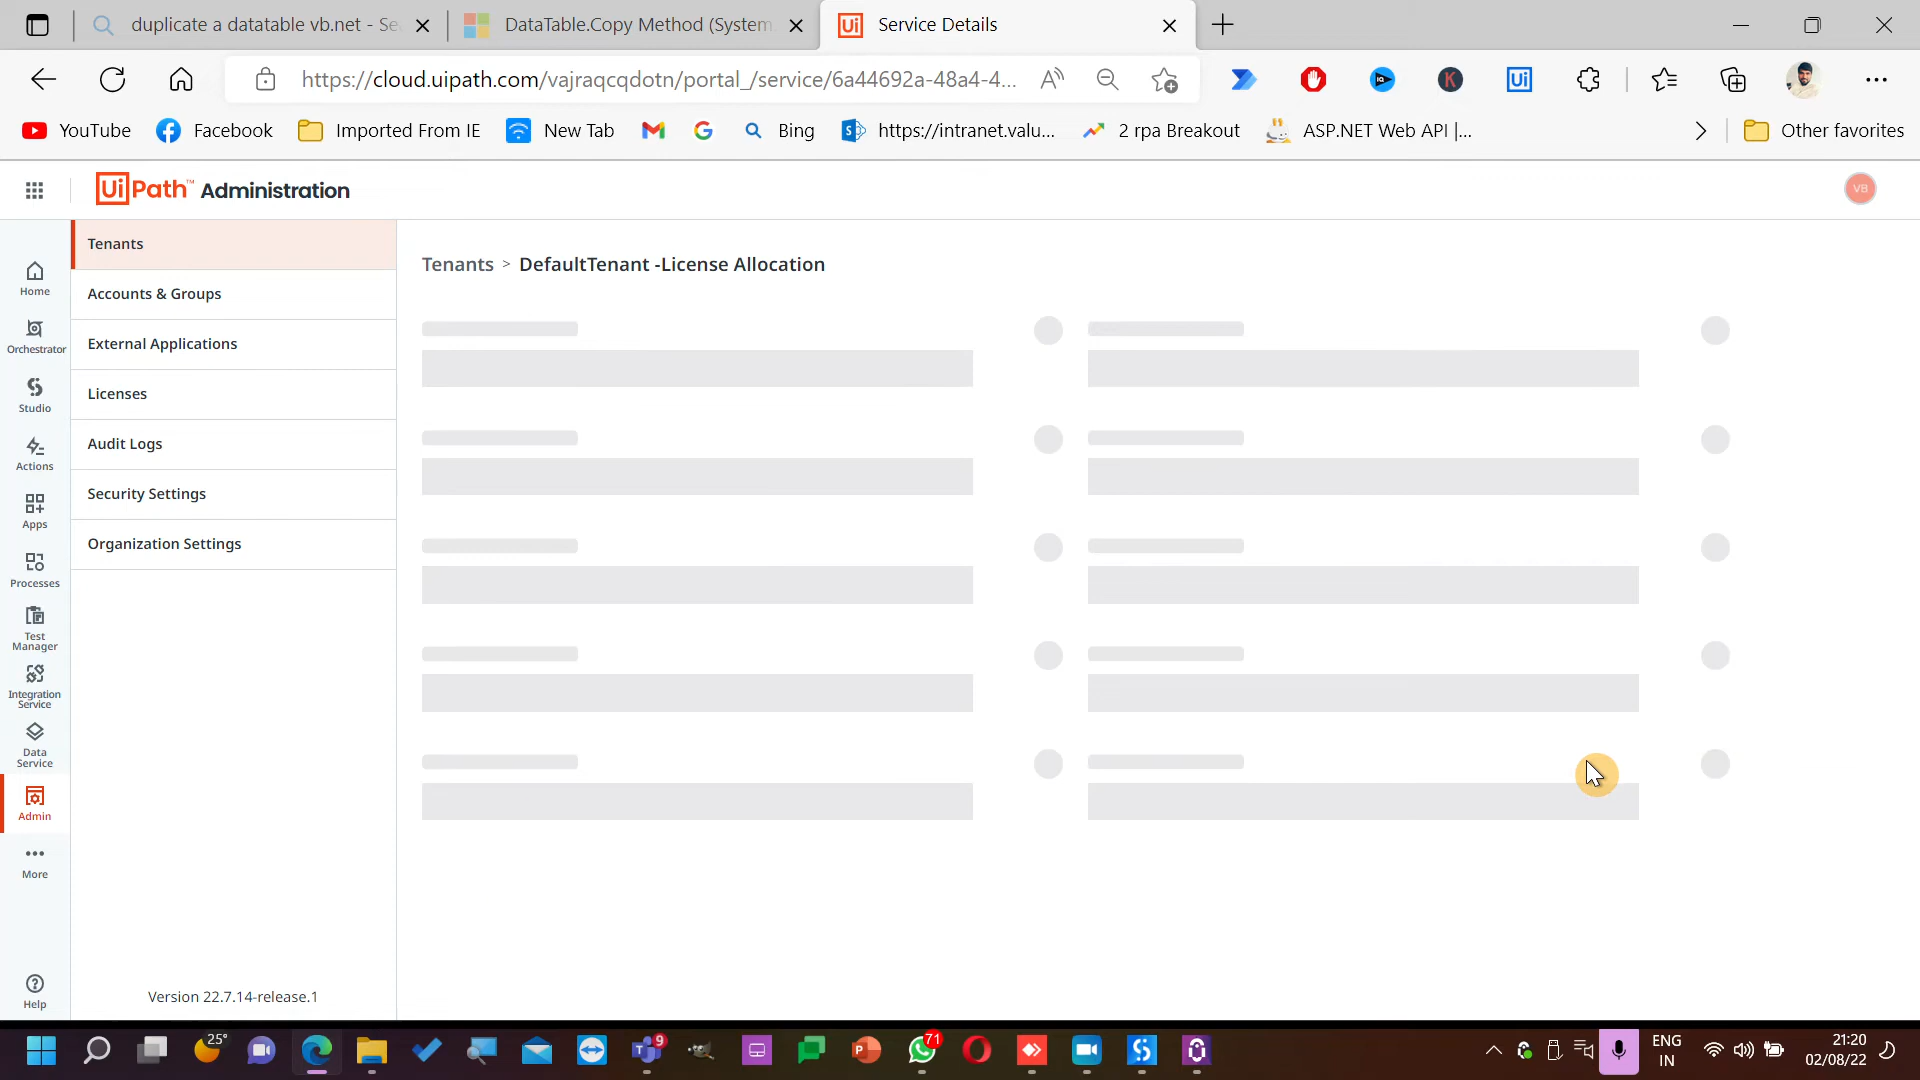 duplicate a datatable vb.net - Se
DataTable.Copy Method (System
Service Details
https://cloud.uipath.com/vajraqcqdotn/portal_/service/6a44692a-48a4-4...
YouTube
Facebook
Imported From IE
New Tab
Bing
https://intranet.valu...
2 rpa Breakout
ASP.NET Web API |...
Other favorites
UiPath™ Administration
VB
Home
Orchestrator
Studio
Actions
Apps
Processes
Test
Manager
Integration
Service
Data
Service
Admin
More
Help
Tenants
Accounts & Groups
External Applications
Licenses
Audit Logs
Security Settings
Organization Settings
Version 22.7.14-release.1
Tenants > DefaultTenant -License Allocation
25°
9
71
ENG
IN
21:20
02/08/22